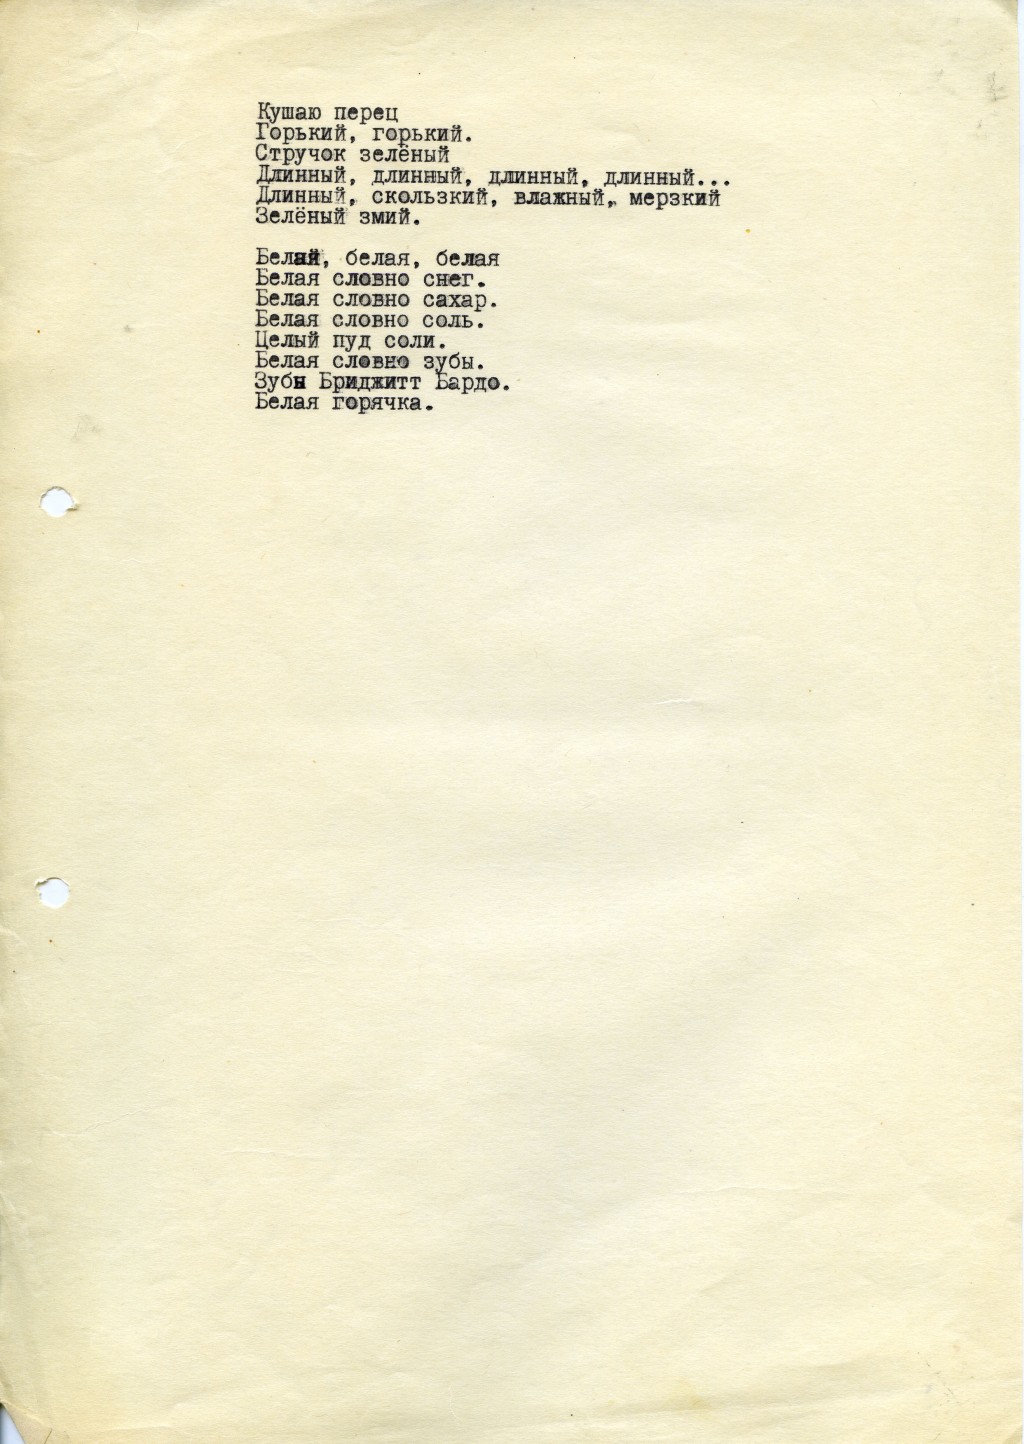 Кушаю перец
Горький, горький.
Стручок зелёный
Длинный, длинный, длинный, длинный...
Длинный, скользкий, влажный, мерзкий
Зелёный змий.
Белая, белая, белая
Белая словно снег.
Белая словно сахар.
Белая словно соль.
Целый пуд соли.
Белая словно зубы.
Зубы Бриджитт Бардо.
Белая горячка.